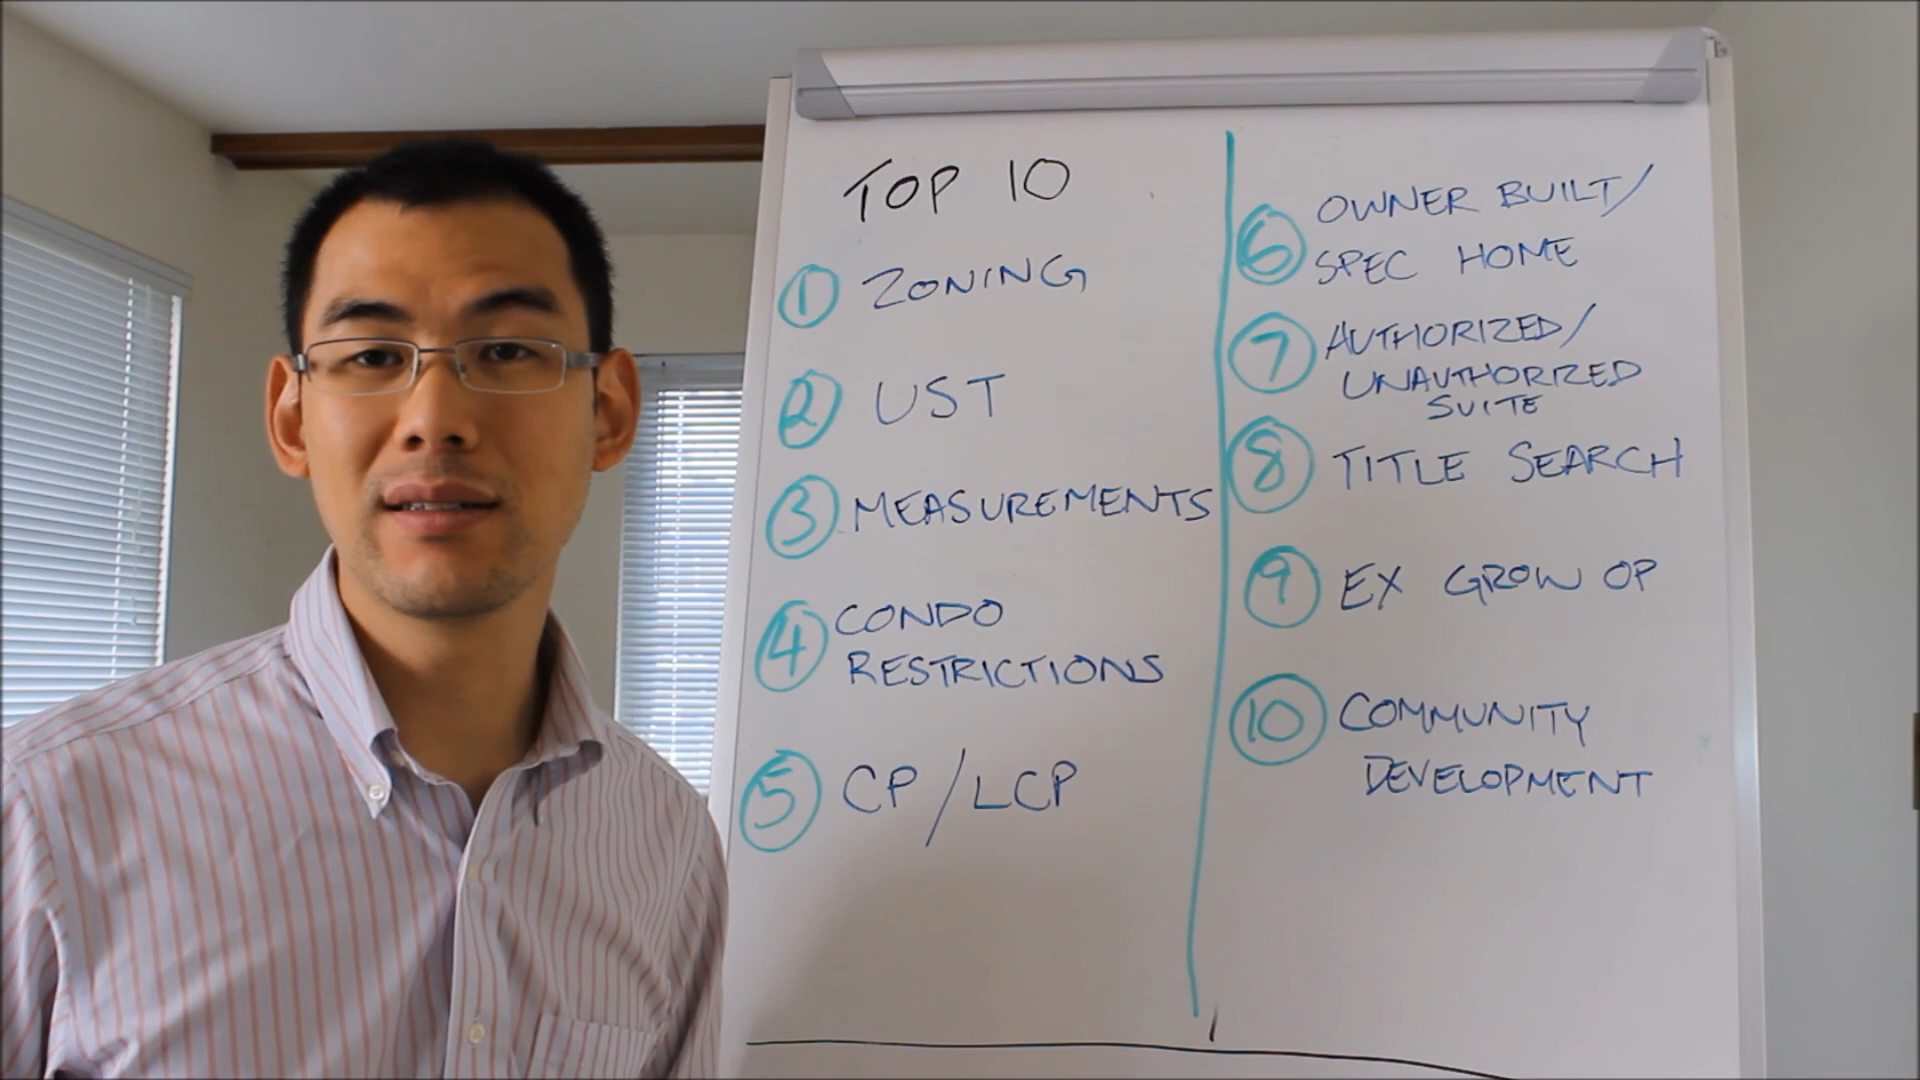 TOP 10
1 ZONING
2 UST
3 MEASUREMENTS
4 CONDO
RESTRICTIONS
5 CP/LCP
6 OWNER BUILT/
SPEC HOME
7 AUTHORIZED/
UNAUTHORIZED
SUITE
8 TITLE SEARCH
9 EX GROW OP
10 COMMUNITY
DEVELOPMENT